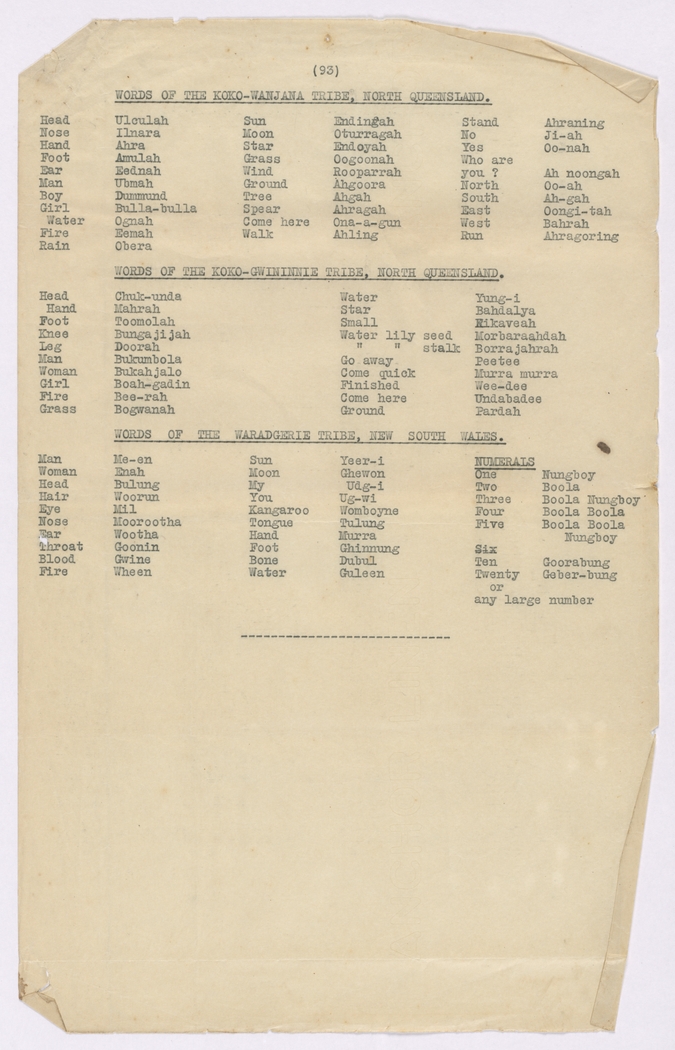 (93)
WORDS OF THE KOKO-WANJANA TRIBE, NORTH QUEENSLAND.
Head Ulculah Sun Endingah Stand Ahraning
Nose Ilnara Moon Oturragah No Ji-ah
Hand Ahra Star Endoyah Yes Oo-nah
Foot Amulah Grass Oogoonah Who are
Ear Eednah Wind Rooparrah you ? Ah noongah
Man Ubmah Ground Ahgoora North Oo-ah
Boy Dummund Tree Ahgah South Ah-gah
Girl Bulla-bulla Spear Ahragah East Oongi-tah
Water Ognah Come here Ona-a-gun West Bahrah
Fire Eemah Walk Ahling Run Ahragoring
Rain Obera
WORDS OF THE KOKO-GWININNIE TRIBE, NORTH QUEENSLAND.
Head Chuk-unda Water Yung-i
Hand Mahrah Star Bahdalya
Foot Toomolah Small Rikaveah
Knee Bungajijah Water lily seed Morbaraahdah
Leg Doorah " " stalk Borrajahrah
Man Bukumbola Go away Peetee
Woman Bukahjalo Come quick Murra murra
Girl Boah-gadin Finished Wee-dee
Fire Bee-rah Come here Undabadee
Grass Bogwanah Ground Pardah
WORDS OF THE WARADGERIE TRIBE, NEW SOUTH WALES.
Man Me-en Sun Yeer-i NUMERALS
Woman Enah Moon Ghewon One Nungboy
Head Bulung My Udg-i Two Boola
Hair Woorun You Ug-wi Three Boola Nungboy
Eye Mil Kangaroo Womboyne Four Boola Boola
Nose Moorootha Tongue Tulung Five Boola Boola
Ear Wootha Hand Murra Nungboy
Throat Goonin Foot Ghinnung Six
Blood Gwine Bone Dubul Ten Goorabung
Fire Wheen Water Guleen Twenty Geber-bung
or
any large number